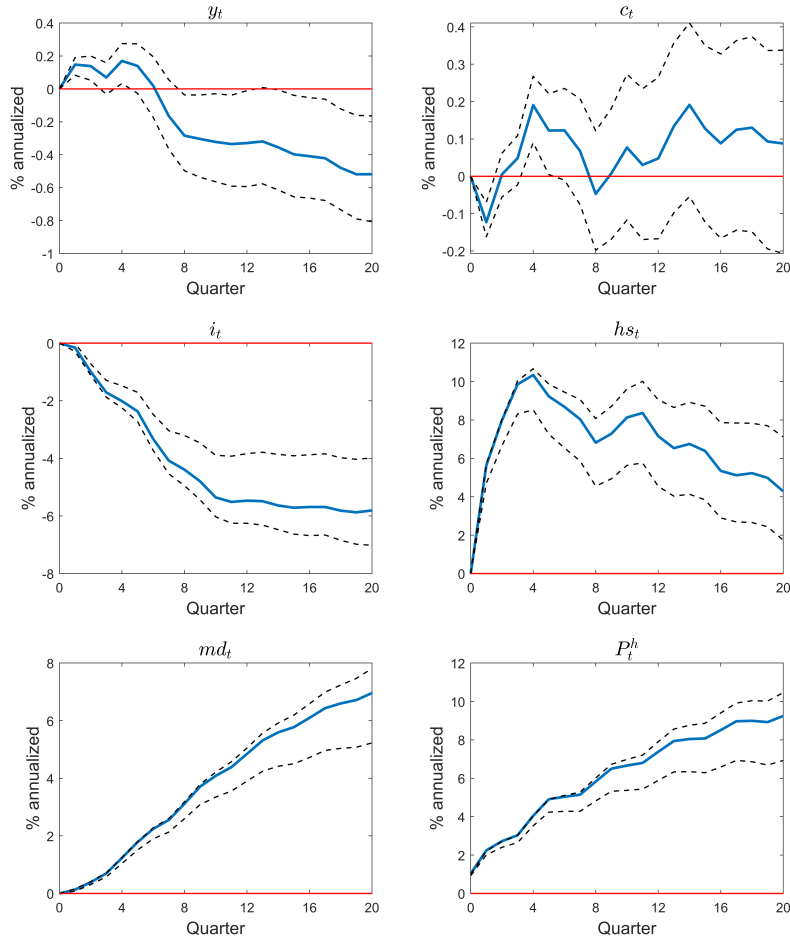 y_t
0.4
0.2
0
-0.2
-0.4
-0.6
-0.8
-1
% annualized
0 4 8 12 16 20
Quarter
c_t
0.4
0.3
0.2
0.1
0
-0.1
-0.2
% annualized
0 4 8 12 16 20
Quarter
i_t
0
-2
-4
-6
-8
% annualized
0 4 8 12 16 20
Quarter
hs_t
12
10
8
6
4
2
0
% annualized
0 4 8 12 16 20
Quarter
md_t
8
6
4
2
0
% annualized
0 4 8 12 16 20
Quarter
P_t^h
12
10
8
6
4
2
0
% annualized
0 4 8 12 16 20
Quarter